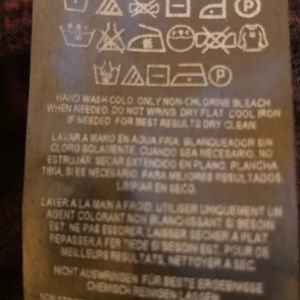 HAND WASH COLD. ONLY NON-CHLORINE BLEACH
WHEN NEEDED. DO NOT WRING. DRY FLAT. COOL IRON
IF NEEDED. FOR BEST RESULTS DRY CLEAN.
LAVAR A MANO EN AGUA FRIA. BLANQUEADOR SIN
CLORO SOLAMENTE, CUANDO SEA NECESARIO. NO
ESTRUJAR. SECAR EXTENDIDO EN PLANO. PLANCHA
TIBIA, SI ES NECESARIO. PARA MEJORES RESULTADOS,
LIMPIAR EN SECO.
LAVER A LA MAIN A FROID. UTILISER UNIQUEMENT UN
AGENT COLORANT NON BLANCHISSANT SI BESOIN
EST. NE PAS ESSORER. LAISSER SECHER A PLAT.
REPASSER A FER TIEDE SI BESOIN EST. POUR DE
MEILLEURS RESULTATS, NETTOYER A SEC.
NICHT AUSWRINGEN. FÜR BESTE ERGEBNISSE
CHEMISCH REINIGEN LASSEN